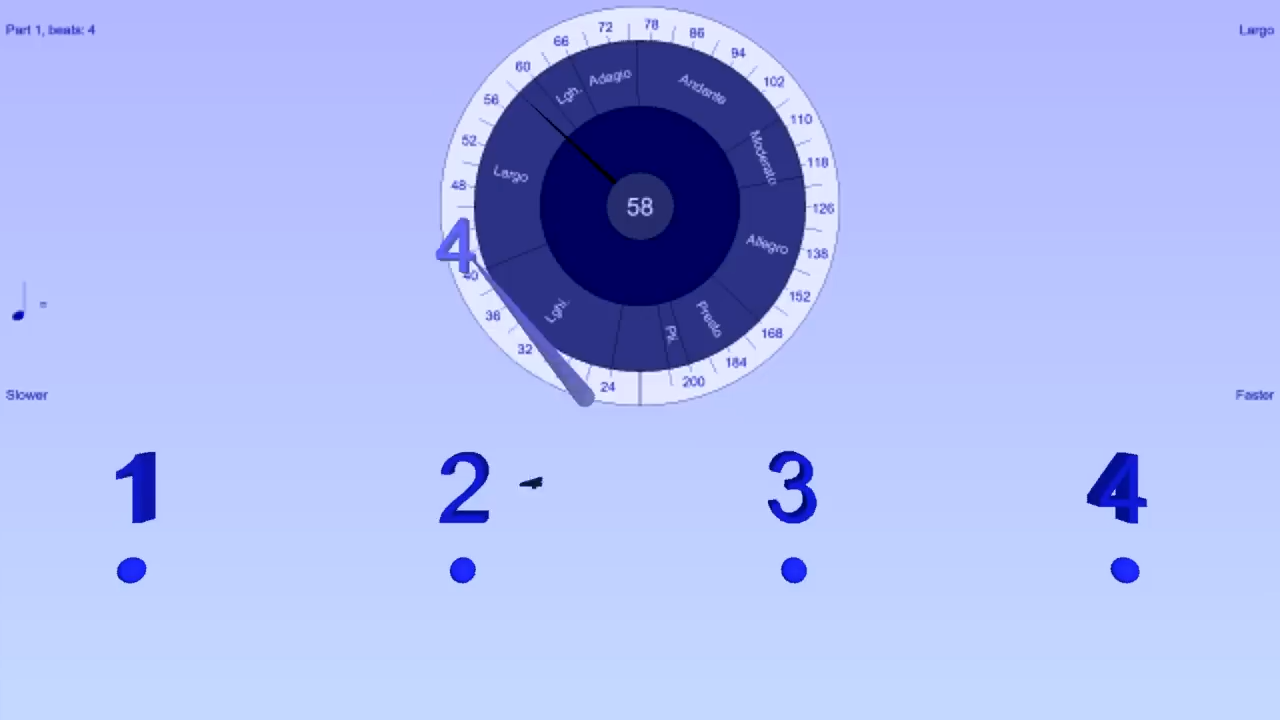 Part 1, beats: 4
Largo
72
78
66
86
60
94
56
102
52
110
48
118
40
126
36
138
32
152
24
168
200
184
Lgh.
Adagio
Andante
Moderato
Largo
Allegro
Lghi.
Presto
Pk.
58
4
=
Slower
Faster
1
2
3
4